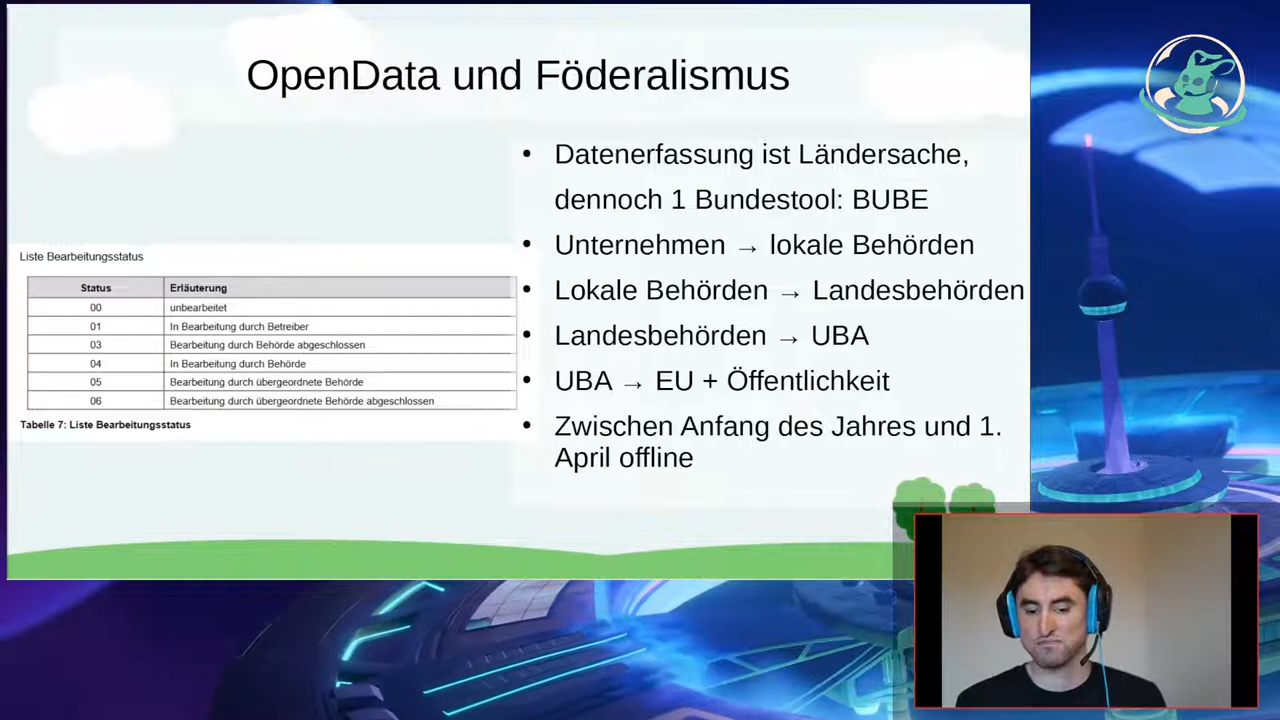 OpenData und Föderalismus
• Datenerfassung ist Ländersache,
dennoch 1 Bundestool: BUBE
• Unternehmen → lokale Behörden
• Lokale Behörden → Landesbehörden
• Landesbehörden → UBA
• UBA → EU + Öffentlichkeit
• Zwischen Anfang des Jahres und 1.
April offline
Liste Bearbeitungsstatus
Status Erläuterung
00 unbearbeitet
01 In Bearbeitung durch Betreiber
03 Bearbeitung durch Behörde abgeschlossen
04 In Bearbeitung durch Behörde
05 Bearbeitung durch übergeordnete Behörde
06 Bearbeitung durch übergeordnete Behörde abgeschlossen
Tabelle 7: Liste Bearbeitungsstatus